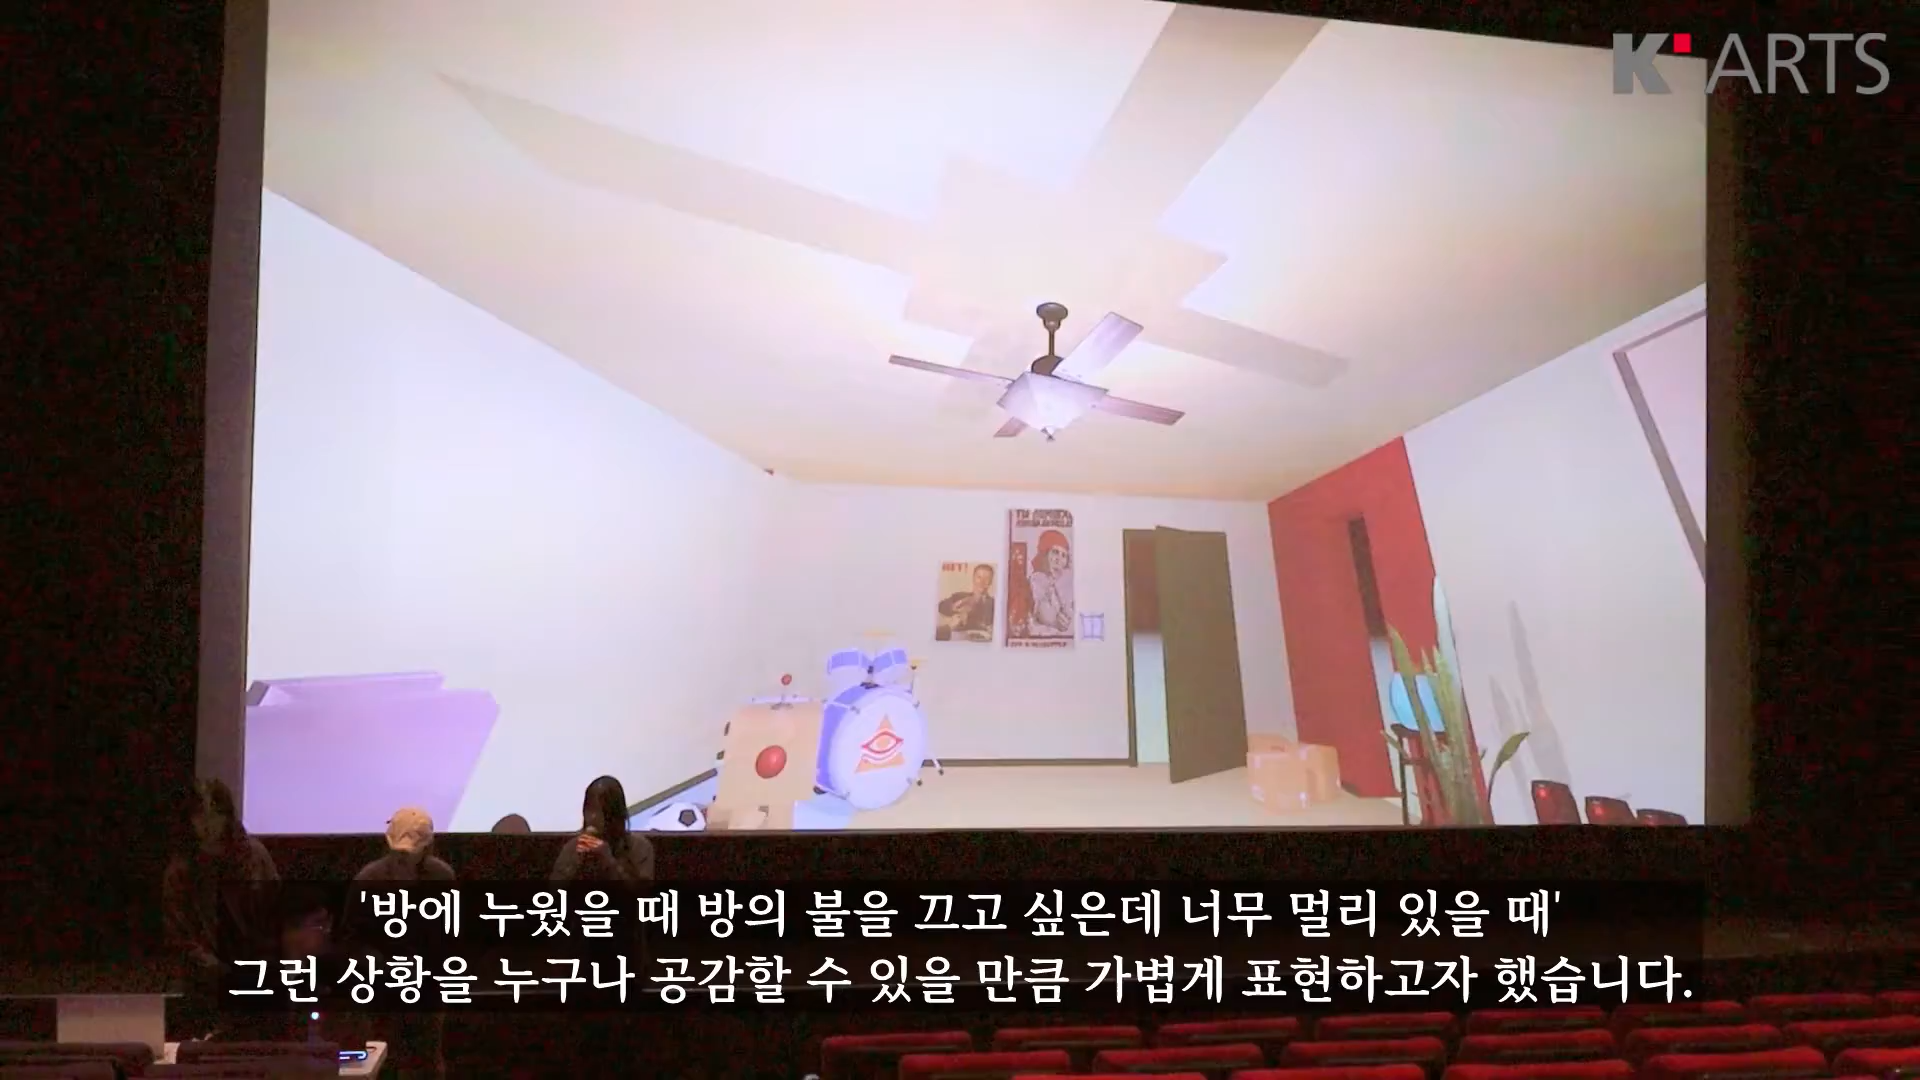 K'ARTS
HEY!
'방에 누웠을 때 방의 불을 끄고 싶은데 너무 멀리 있을 때'
그런 상황을 누구나 공감할 수 있을 만큼 가볍게 표현하고자 했습니다.